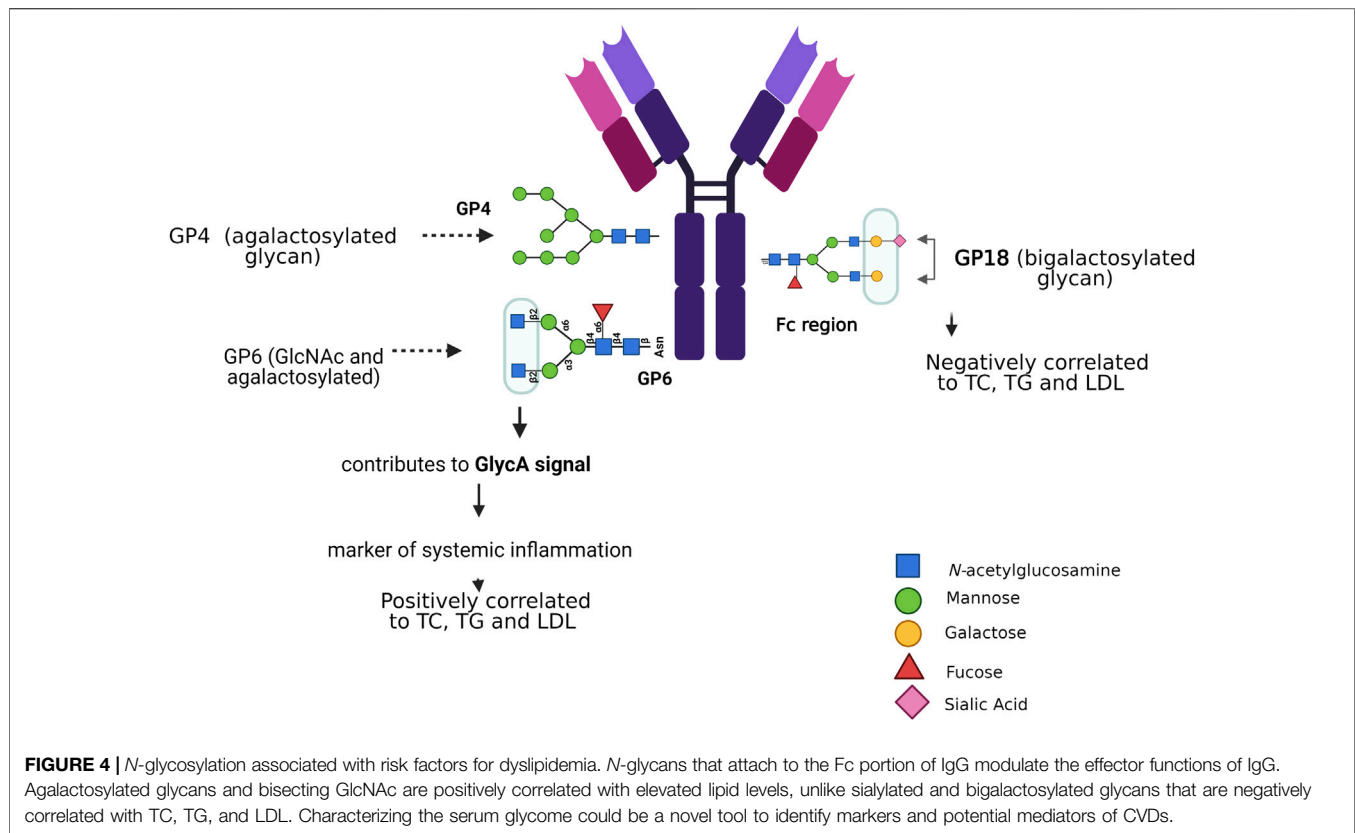 GP4
GP4 (agalactosylated
glycan)
GP6 (GlcNAc and
agalactosylated)
β2
α6
α6
β4
β4
β
Asn
β2
α3
GP6
contributes to GlycA signal
marker of systemic inflammation
Positively correlated
to TC, TG and LDL
GP18 (bigalactosylated
glycan)
Fc region
Negatively correlated
to TC, TG and LDL
N-acetylglucosamine
Mannose
Galactose
Fucose
Sialic Acid
FIGURE 4 | N-glycosylation associated with risk factors for dyslipidemia. N-glycans that attach to the Fc portion of IgG modulate the effector functions of IgG.
Agalactosylated glycans and bisecting GlcNAc are positively correlated with elevated lipid levels, unlike sialylated and bigalactosylated glycans that are negatively
correlated with TC, TG, and LDL. Characterizing the serum glycome could be a novel tool to identify markers and potential mediators of CVDs.